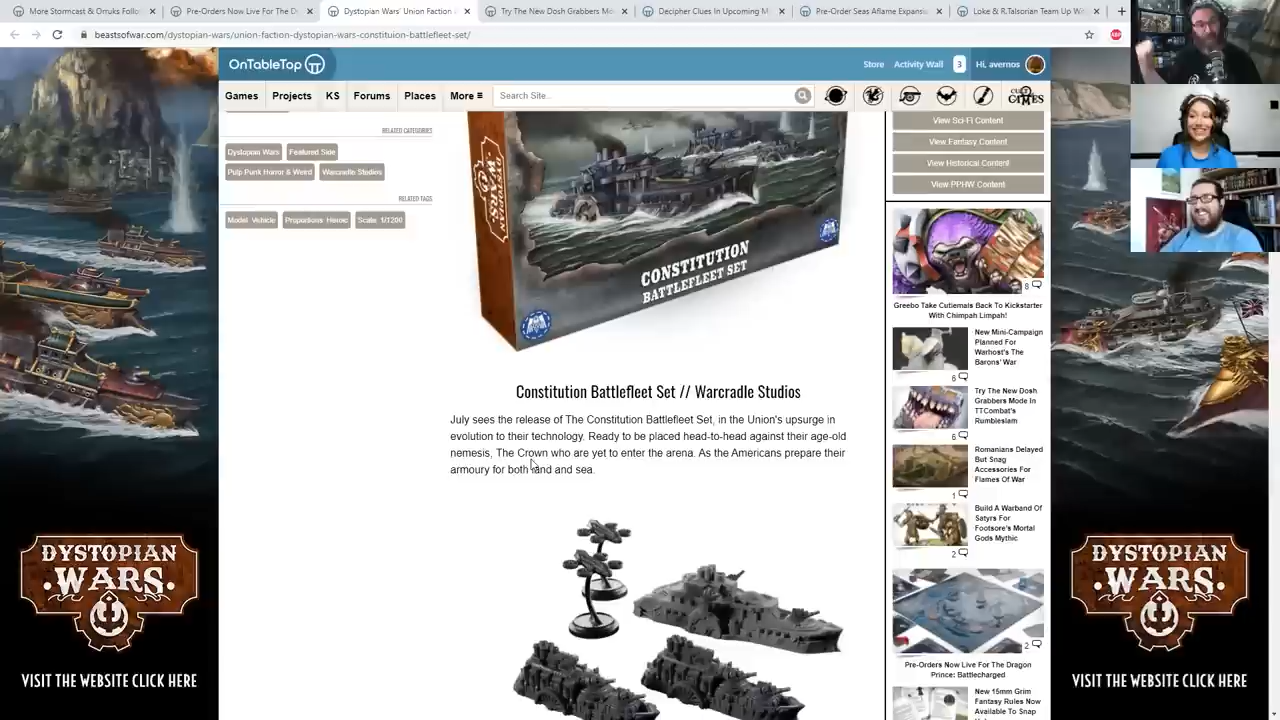 More Stormcast & Orruks Follo
Pre-Orders Now Live For The D
Dystopian Wars' Union Faction
Try The New Dosh Grabbers Mo
Decipher Clues In Upcoming M
Pre-Order Seas Aflame Expansi
Loke & R.Talsorian Team Up Wi
beastsofwar.com/dystopian-wars/union-faction-dystopian-wars-constituion-battlefleet-set/
ABP
OnTableTop
Store
Activity Wall
3
Hi, avernos
Games
Projects
KS
Forums
Places
More
Search Site...
GAMES
RELATED CATEGORIES
Dystopian Wars
Featured Side
Pulp Punk Horror & Weird
Warcradle Studios
RELATED TAGS
Model: Vehicle
Proportions: Heroic
Scale: 1/1200
CONSTITUTION
BATTLEFLEET SET
Constitution Battlefleet Set // Warcradle Studios
July sees the release of The Constitution Battlefleet Set, in the Union's upsurge in
evolution to their technology. Ready to be placed head-to-head against their age-old
nemesis, The Crown who are yet to enter the arena. As the Americans prepare their
armoury for both land and sea.
View Sci-Fi Content
View Fantasy Content
View Historical Content
View PPHW Content
8
Greebo Take Cutiemals Back To Kickstarter
With Chimpah Limpah!
New Mini-Campaign
Planned For
Warhost's The
Barons' War
6
Try The New Dosh
Grabbers Mode In
TTCombat's
Rumbleslam
6
Romanians Delayed
But Snag
Accessories For
Flames Of War
1
Build A Warband Of
Satyrs For
Footsore's Mortal
Gods Mythic
2
2
Pre-Orders Now Live For The Dragon
Prince: Battlecharged
New 15mm Grim
Fantasy Rules Now
Available To Snap
DYSTOPIAN
WARS
VISIT THE WEBSITE CLICK HERE
DYSTOPIAN
WARS
VISIT THE WEBSITE CLICK HERE